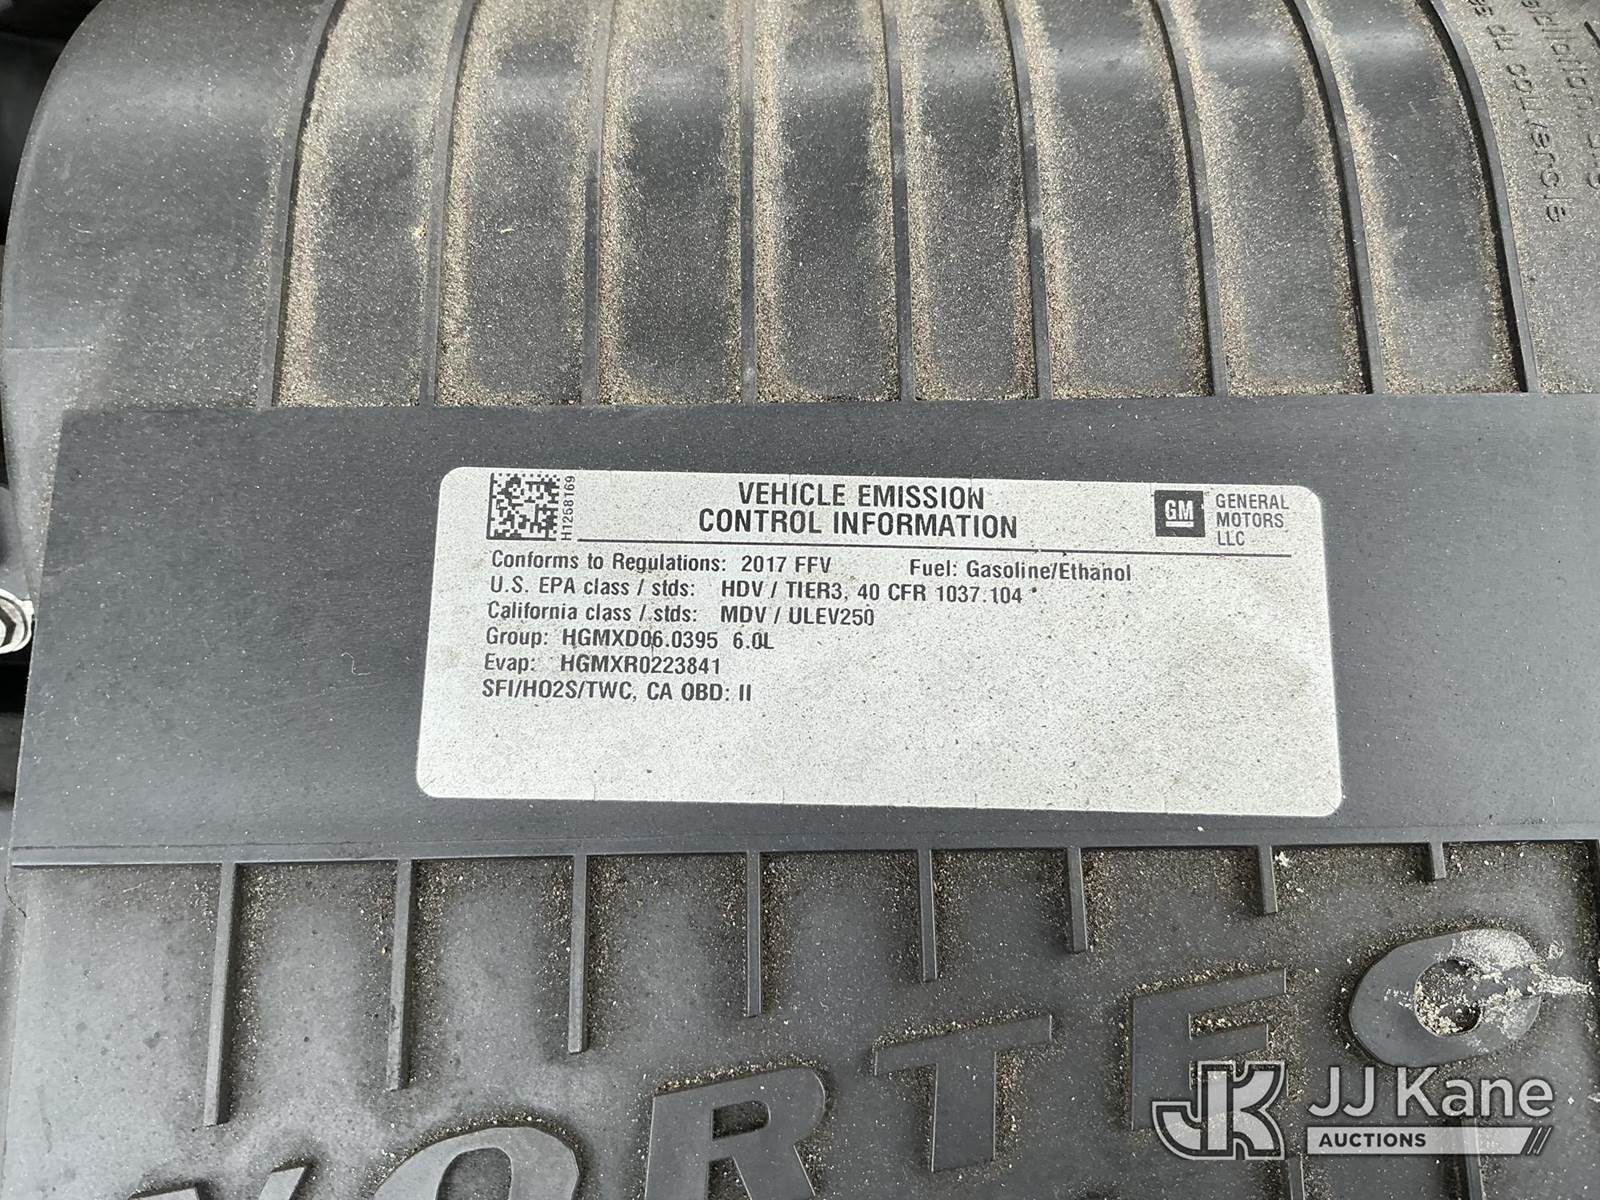 H1258169
VEHICLE EMISSION
CONTROL INFORMATION
GM
GENERAL
MOTORS
LLC
Conforms to Regulations: 2017 FFV Fuel: Gasoline/Ethanol
U.S. EPA class / stds: HDV / TIER3, 40 CFR 1037.104
California class / stds: MDV / ULEV250
Group: HGMXD06.0395 6.0L
Evap: HGMXR0223841
SFI/HO2S/TWC, CA OBD: II
VORTEC
JK
JJ Kane
AUCTIONS